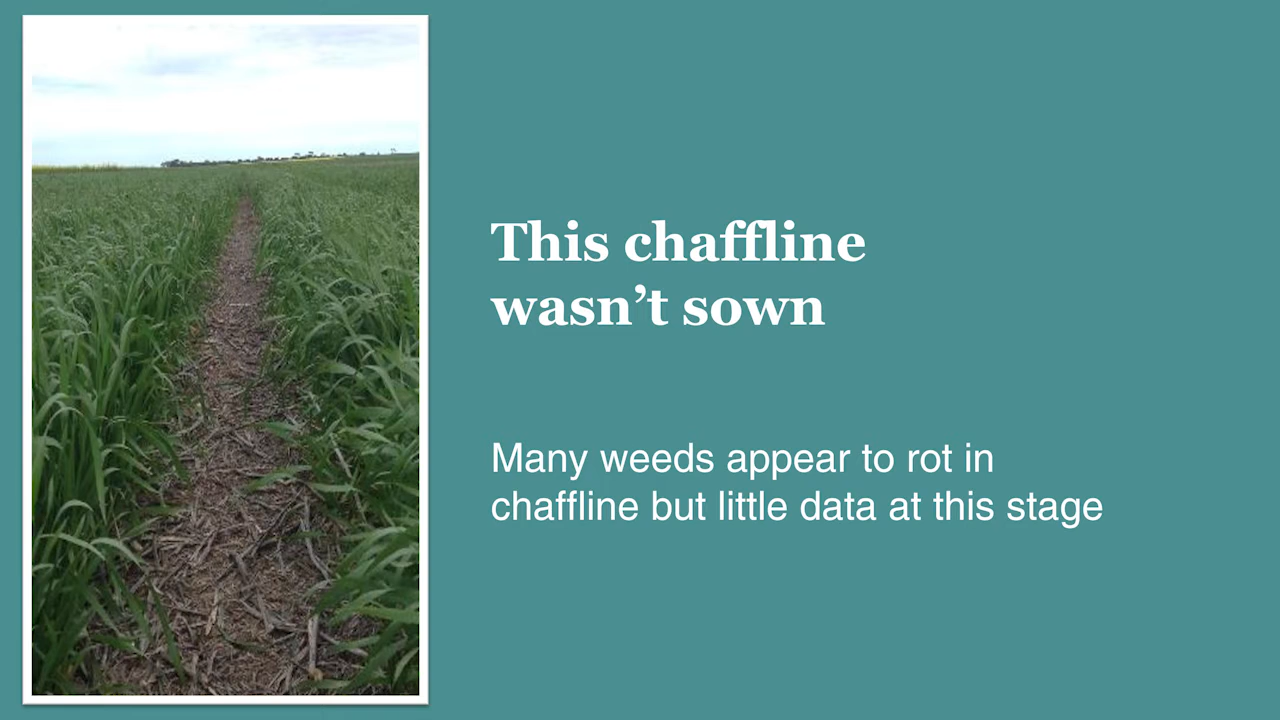 This chaffline
wasn’t sown
Many weeds appear to rot in
chaffline but little data at this stage